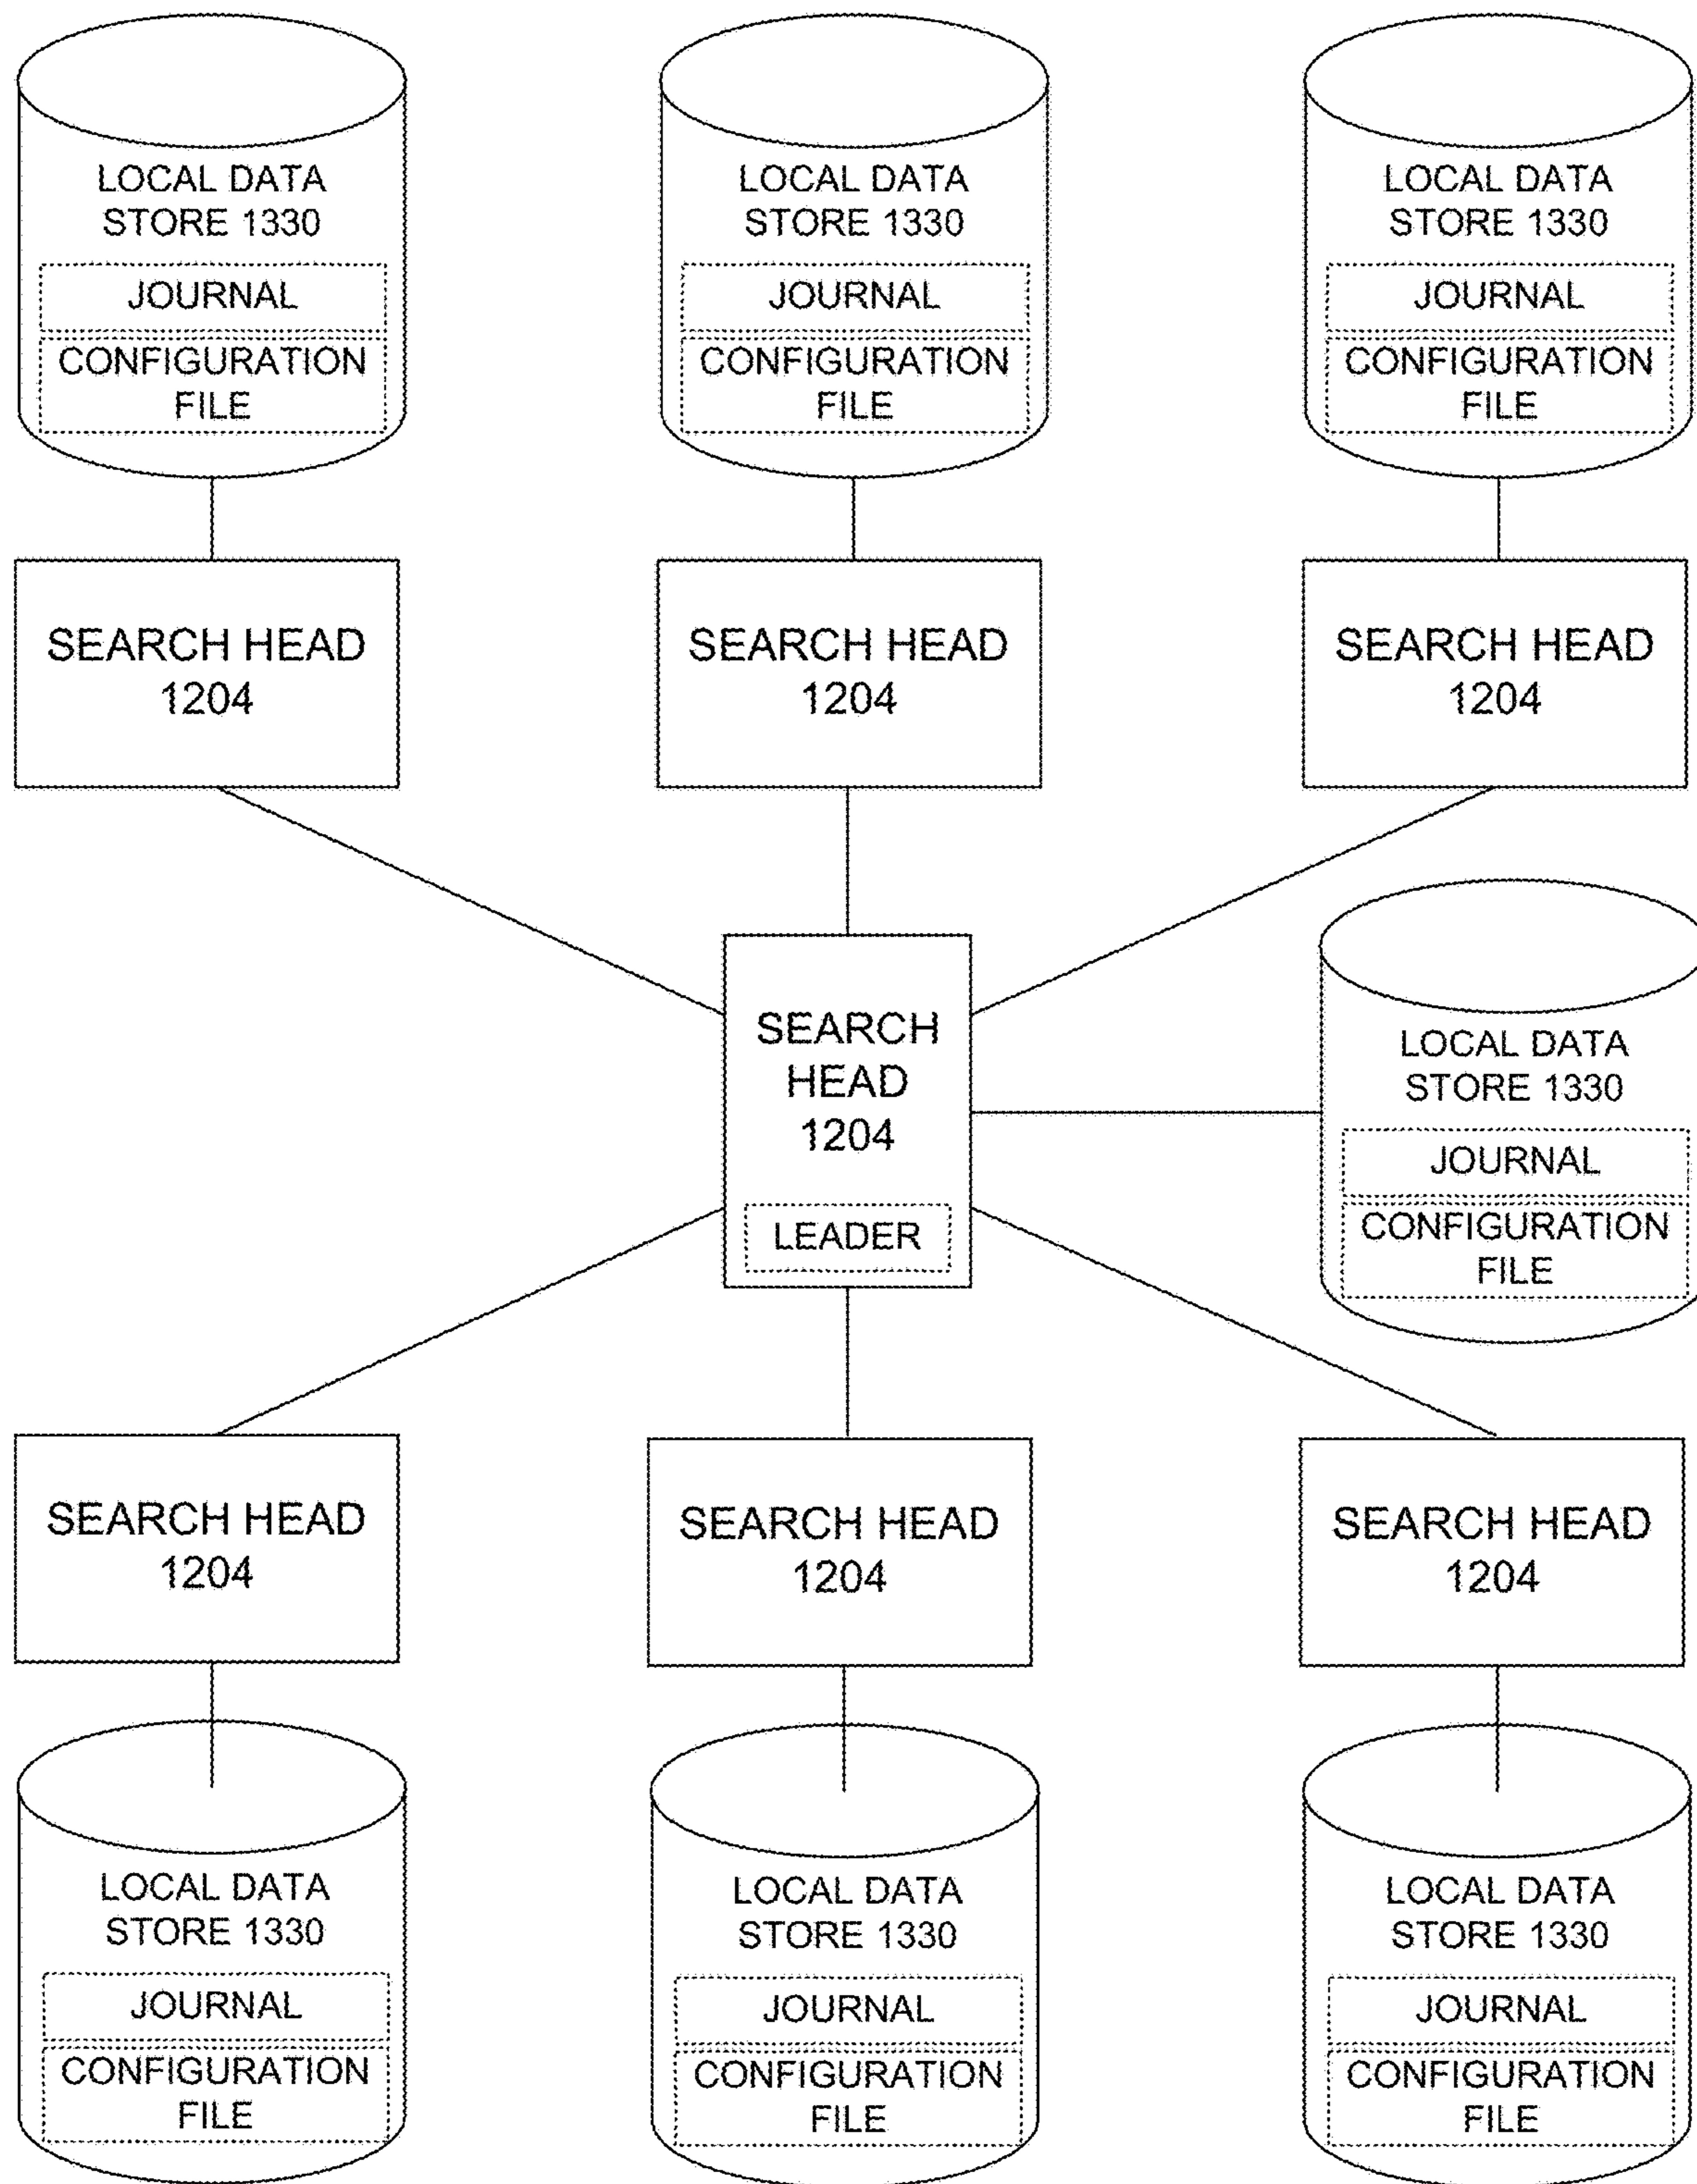 LOCAL DATA
STORE 1330
JOURNAL
CONFIGURATION
FILE
LOCAL DATA
STORE 1330
JOURNAL
CONFIGURATION
FILE
LOCAL DATA
STORE 1330
JOURNAL
CONFIGURATION
FILE
SEARCH HEAD
1204
SEARCH HEAD
1204
SEARCH HEAD
1204
SEARCH
HEAD
1204
LEADER
LOCAL DATA
STORE 1330
JOURNAL
CONFIGURATION
FILE
SEARCH HEAD
1204
SEARCH HEAD
1204
SEARCH HEAD
1204
LOCAL DATA
STORE 1330
JOURNAL
CONFIGURATION
FILE
LOCAL DATA
STORE 1330
JOURNAL
CONFIGURATION
FILE
LOCAL DATA
STORE 1330
JOURNAL
CONFIGURATION
FILE